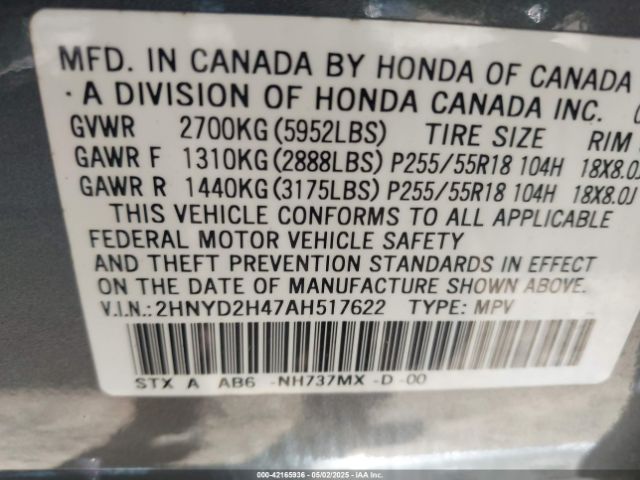 MFD. IN CANADA BY HONDA OF CANADA
· A DIVISION OF HONDA CANADA INC.
GVWR 2700KG (5952LBS) TIRE SIZE RIM
GAWR F 1310KG (2888LBS) P255/55R18 104H 18X8.0J
GAWR R 1440KG (3175LBS) P255/55R18 104H 18X8.0J
THIS VEHICLE CONFORMS TO ALL APPLICABLE
FEDERAL MOTOR VEHICLE SAFETY
AND THEFT PREVENTION STANDARDS IN EFFECT
ON THE DATE OF MANUFACTURE SHOWN ABOVE.
V.I.N.: 2HNYD2H47AH517622 TYPE: MPV
STX A AB6 -NH737MX -D -00
000-42165936 - 05/02/2025 - IAA, Inc.